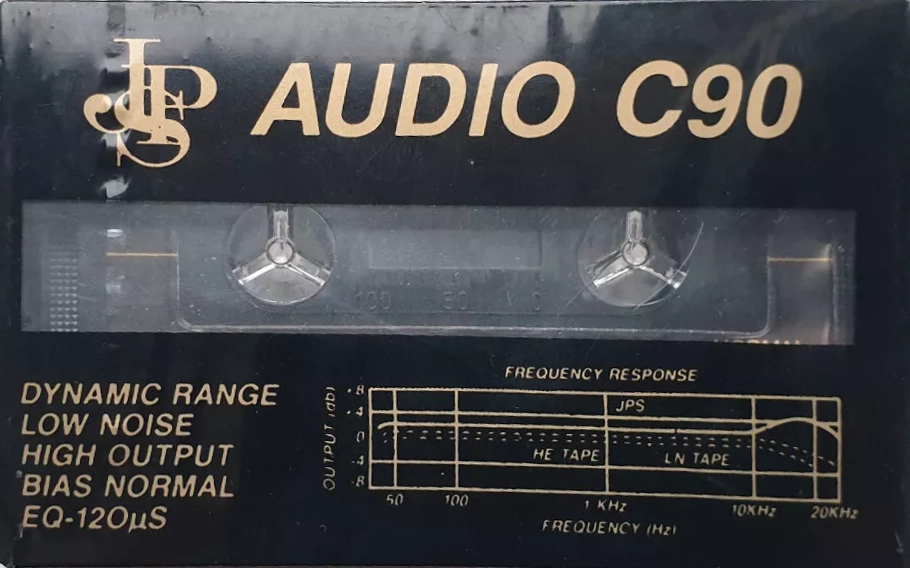 JPS AUDIO C90
100 50 0
DYNAMIC RANGE
LOW NOISE
HIGH OUTPUT
BIAS NORMAL
EQ-120µS
FREQUENCY RESPONSE
OUTPUT (db)
+8
+4
0
-4
-8
JPS
HE TAPE
LN TAPE
50 100 1 KHz 10KHz 20KHz
FREQUENCY (Hz)